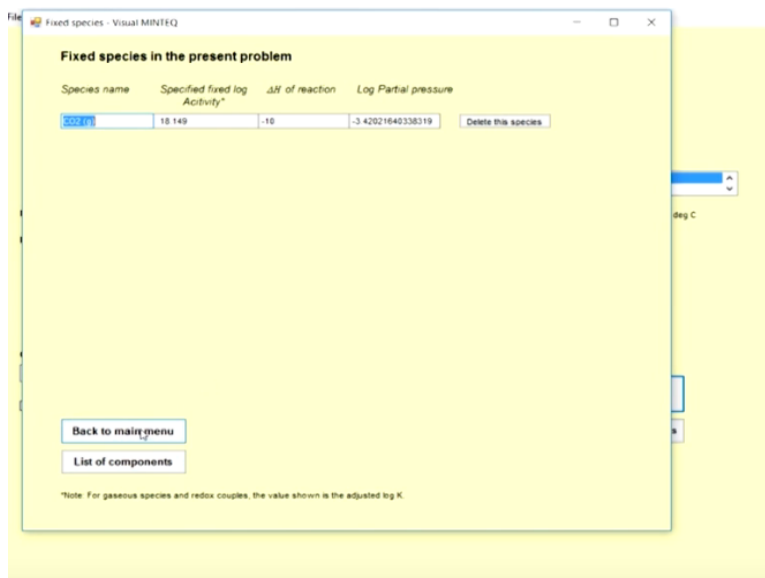 File
Fixed species - Visual MINTEQ
Fixed species in the present problem
Species name
Specified fixed log
Acitivity*
ΔH of reaction
Log Partial pressure
CO2 (g)
18.149
-10
-3.42021640338319
Delete this species
deg C
Back to main menu
s
List of components
*Note: For gaseous species and redox couples, the value shown is the adjusted log K.